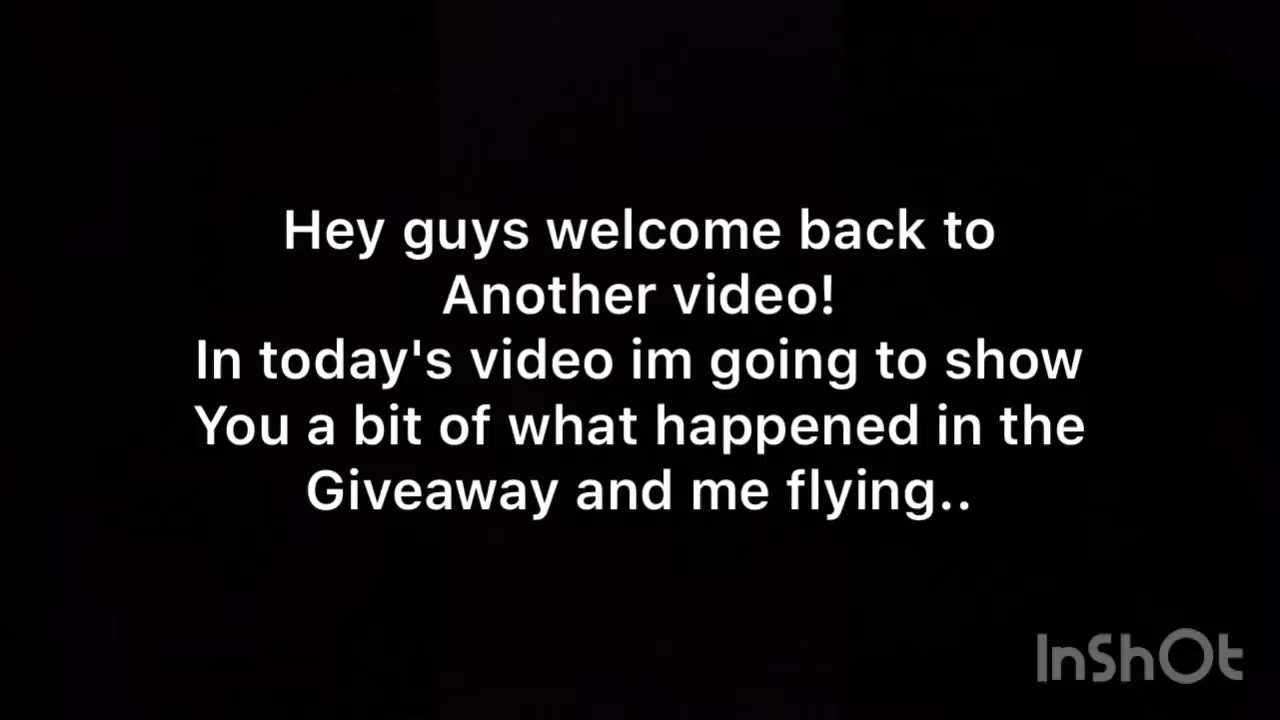 Hey guys welcome back to
Another video!
In today's video im going to show
You a bit of what happened in the
Giveaway and me flying..
InShOt